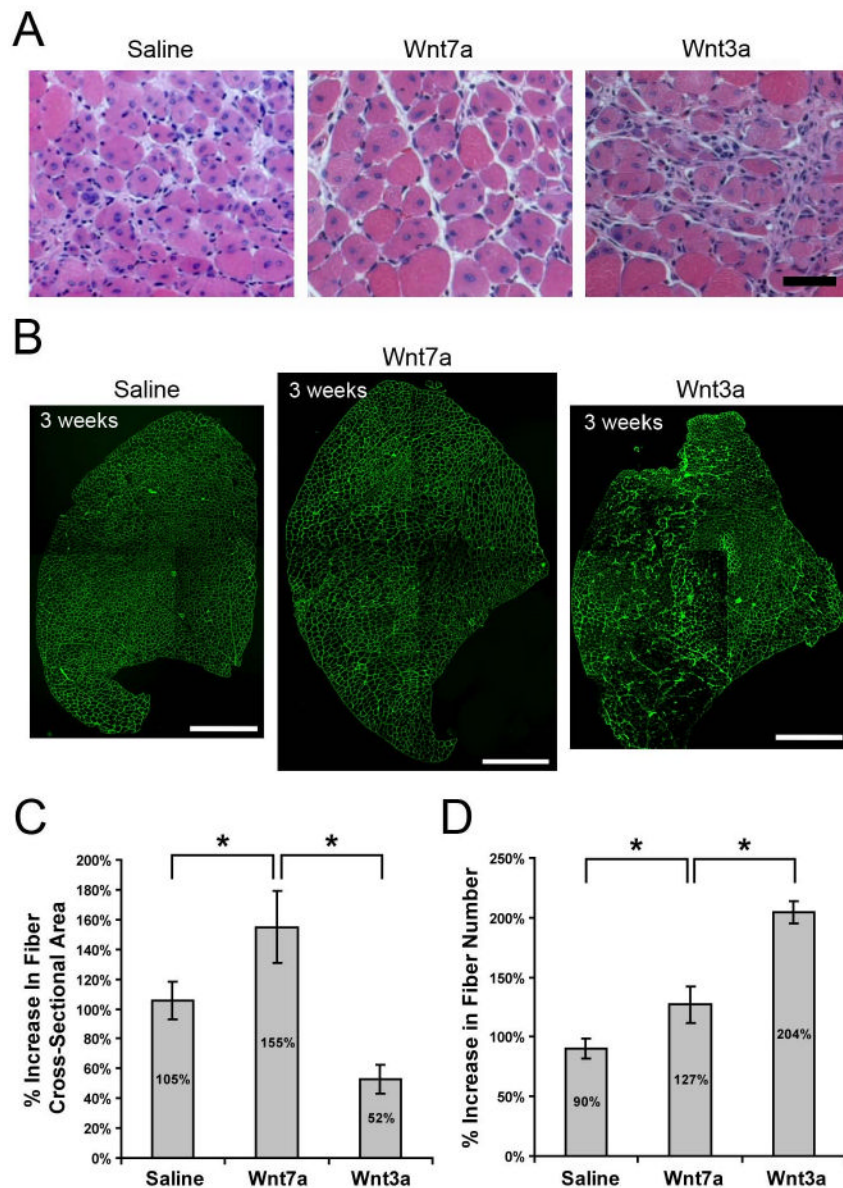 A
Saline Wnt7a Wnt3a
B
Saline Wnt7a Wnt3a
3 weeks 3 weeks 3 weeks
C
* *
% Increase In Fiber
Cross-Sectional Area
200%
180%
160%
140%
120%
100%
80%
60%
40%
20%
0%
105% 155% 52%
Saline Wnt7a Wnt3a
D
* *
% Increase in Fiber Number
250%
200%
150%
100%
50%
0%
90% 127% 204%
Saline Wnt7a Wnt3a